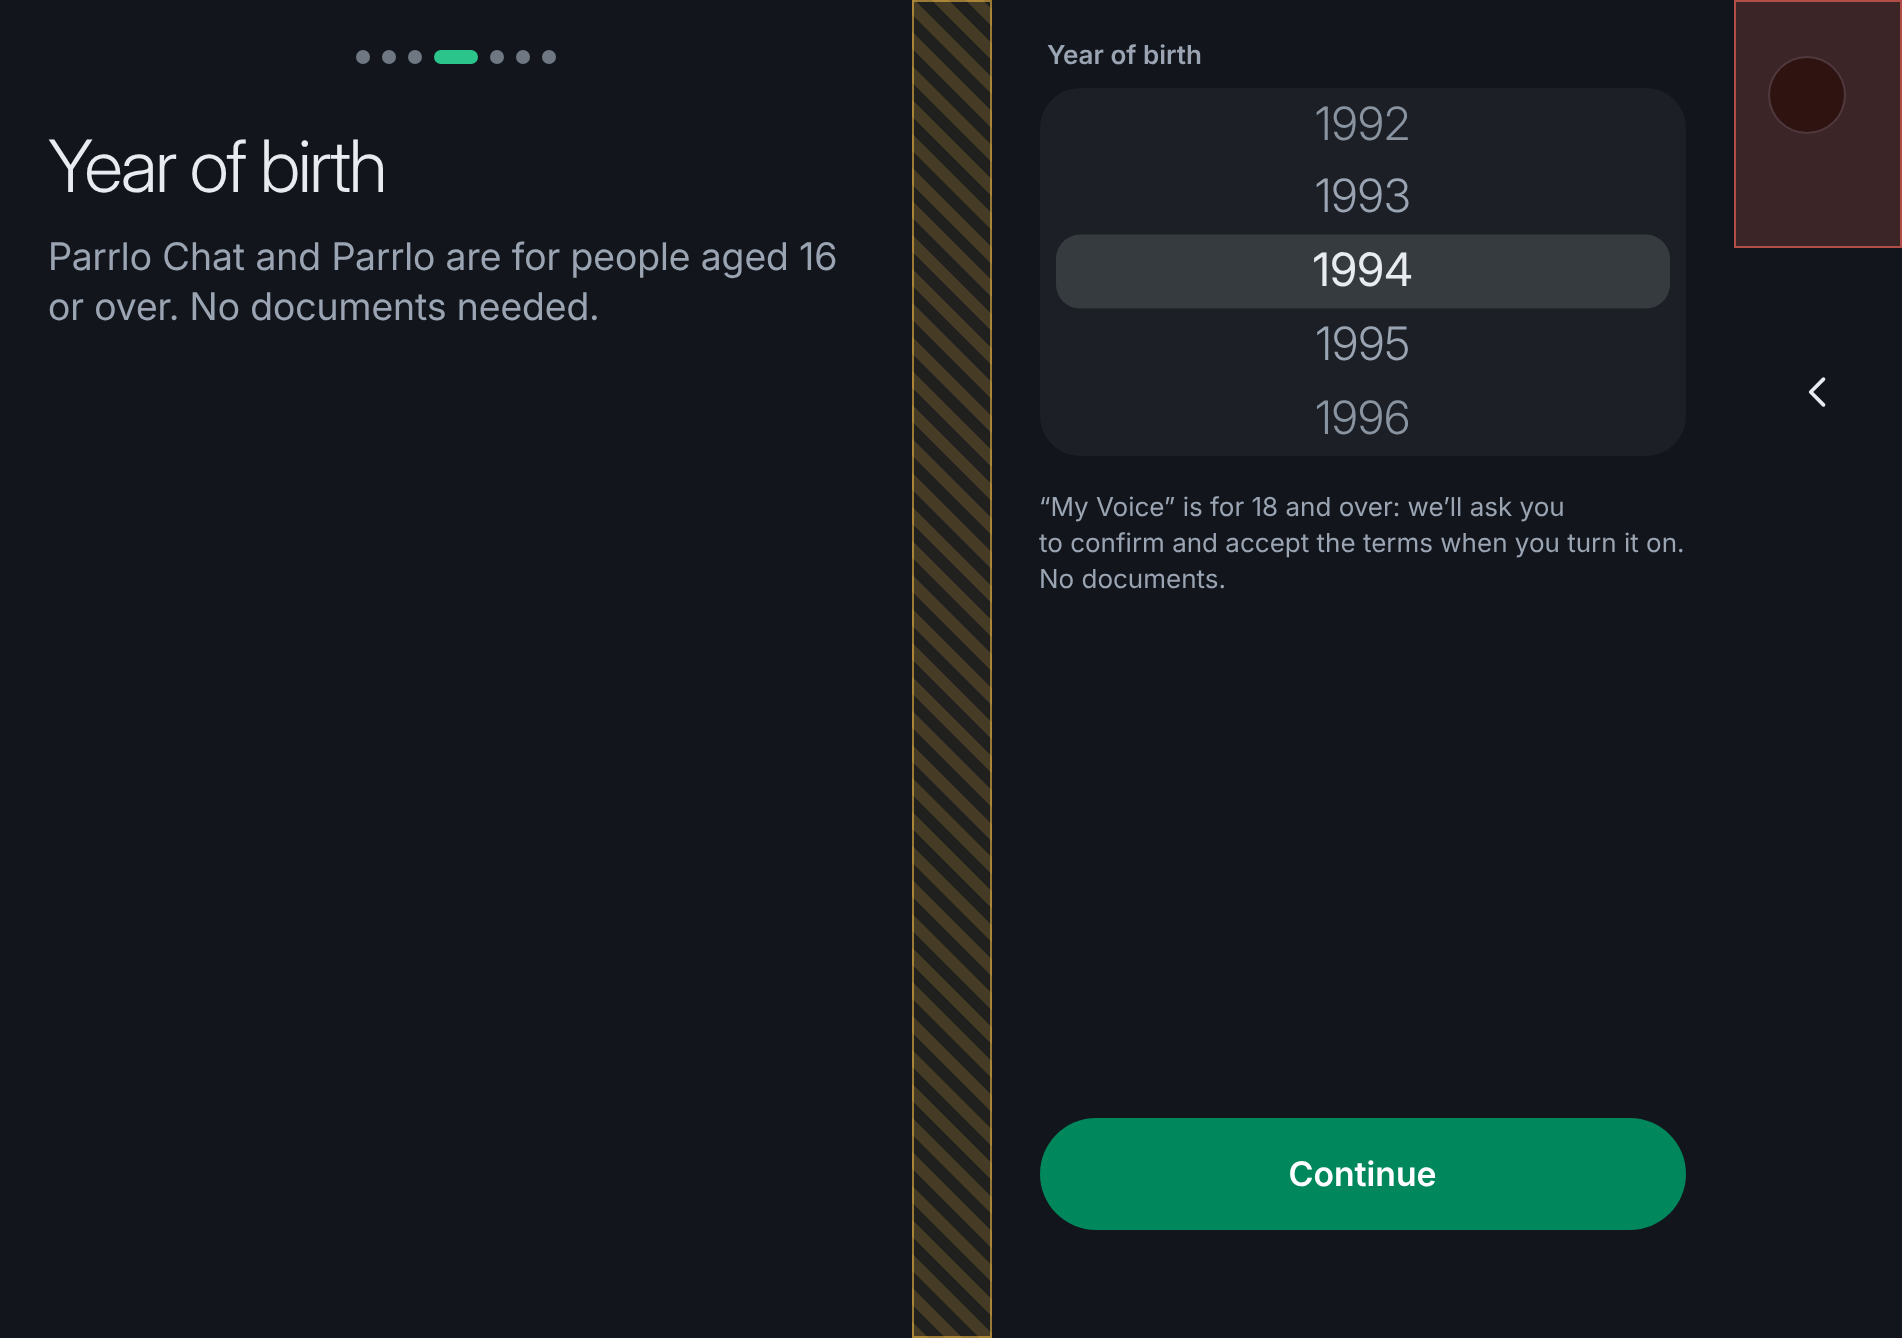 Year of birth
Parrlo Chat and Parrlo are for people aged 16
or over. No documents needed.
Year of birth
1992
1993
1994
1995
1996
“My Voice” is for 18 and over: we’ll ask you
to confirm and accept the terms when you turn it on.
No documents.
Continue